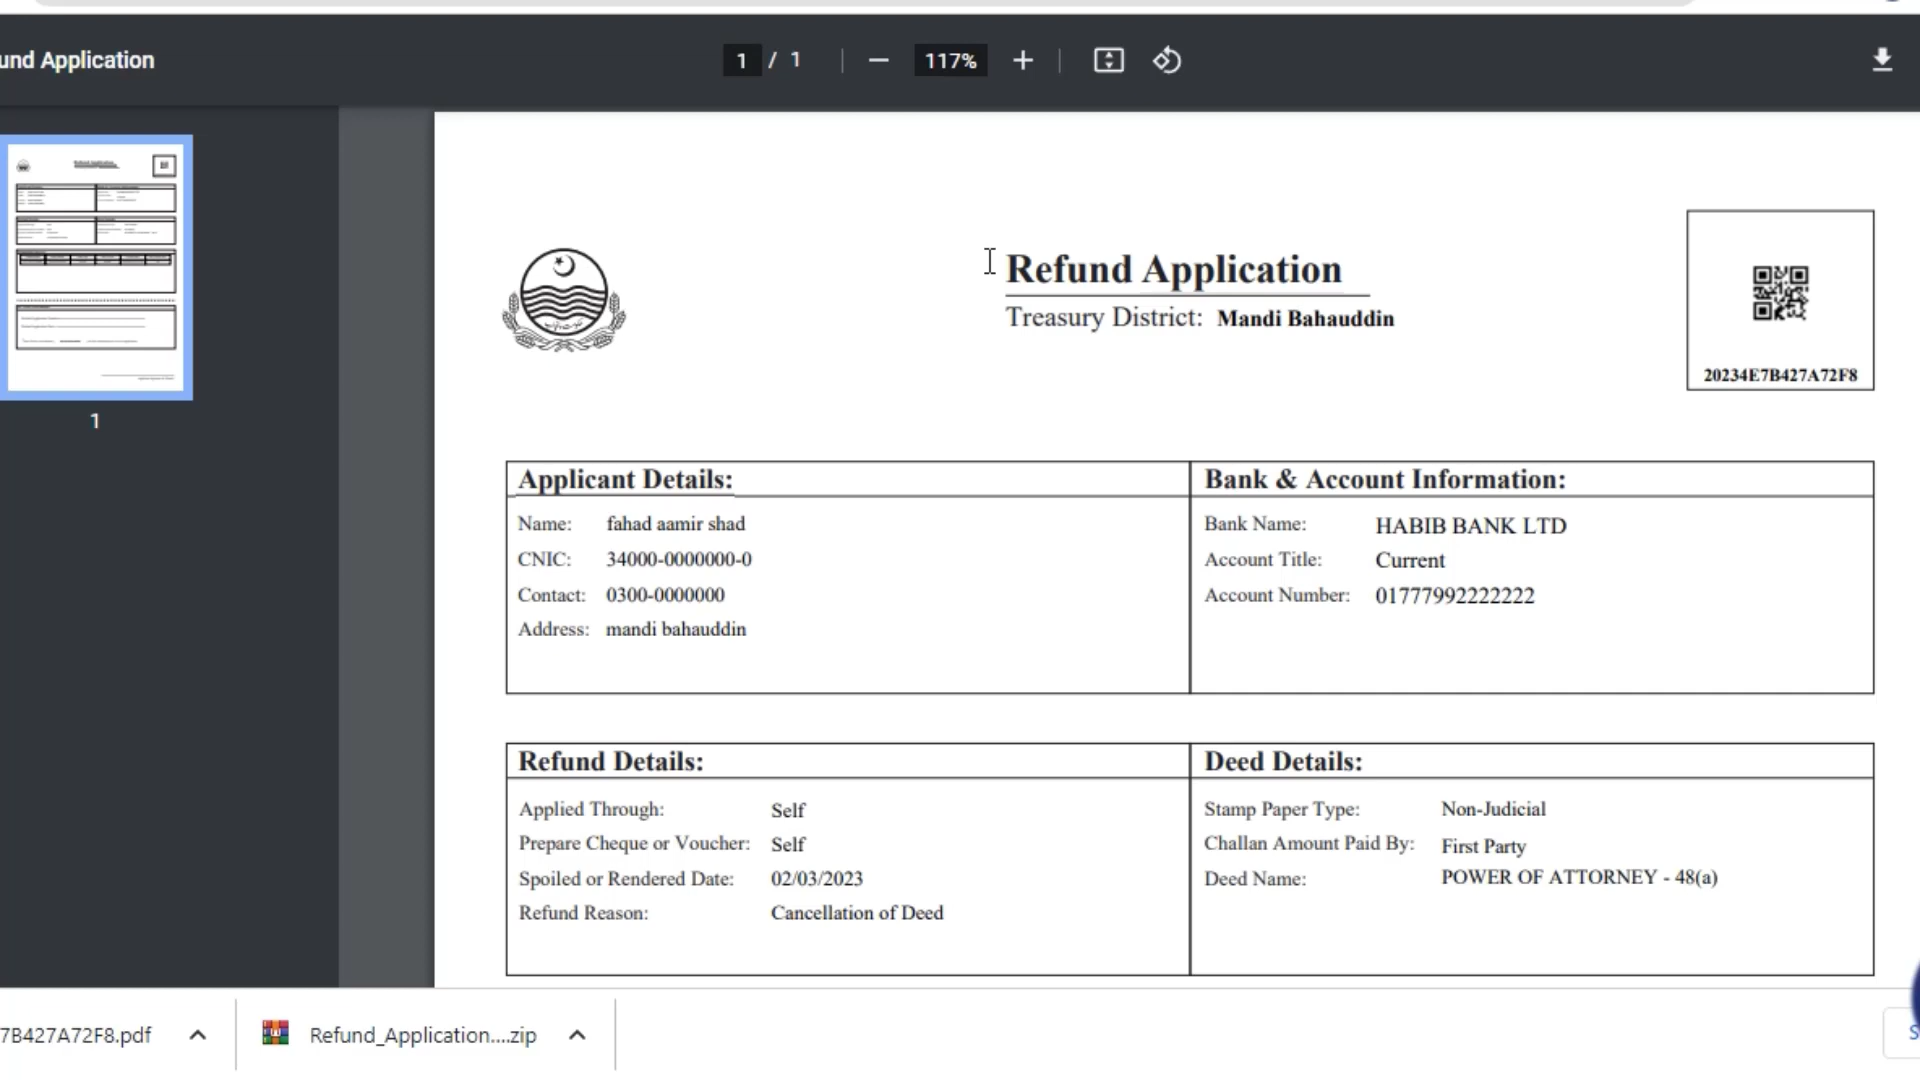 und Application
1 / 1
117%
1
Refund Application
Treasury District: Mandi Bahauddin
20234E7B427A72F8
Applicant Details:
Name: fahad aamir shad
CNIC: 34000-0000000-0
Contact: 0300-0000000
Address: mandi bahauddin
Bank & Account Information:
Bank Name: HABIB BANK LTD
Account Title: Current
Account Number: 01777992222222
Refund Details:
Applied Through: Self
Prepare Cheque or Voucher: Self
Spoiled or Rendered Date: 02/03/2023
Refund Reason: Cancellation of Deed
Deed Details:
Stamp Paper Type: Non-Judicial
Challan Amount Paid By: First Party
Deed Name: POWER OF ATTORNEY - 48(a)
7B427A72F8.pdf
Refund_Application....zip
S